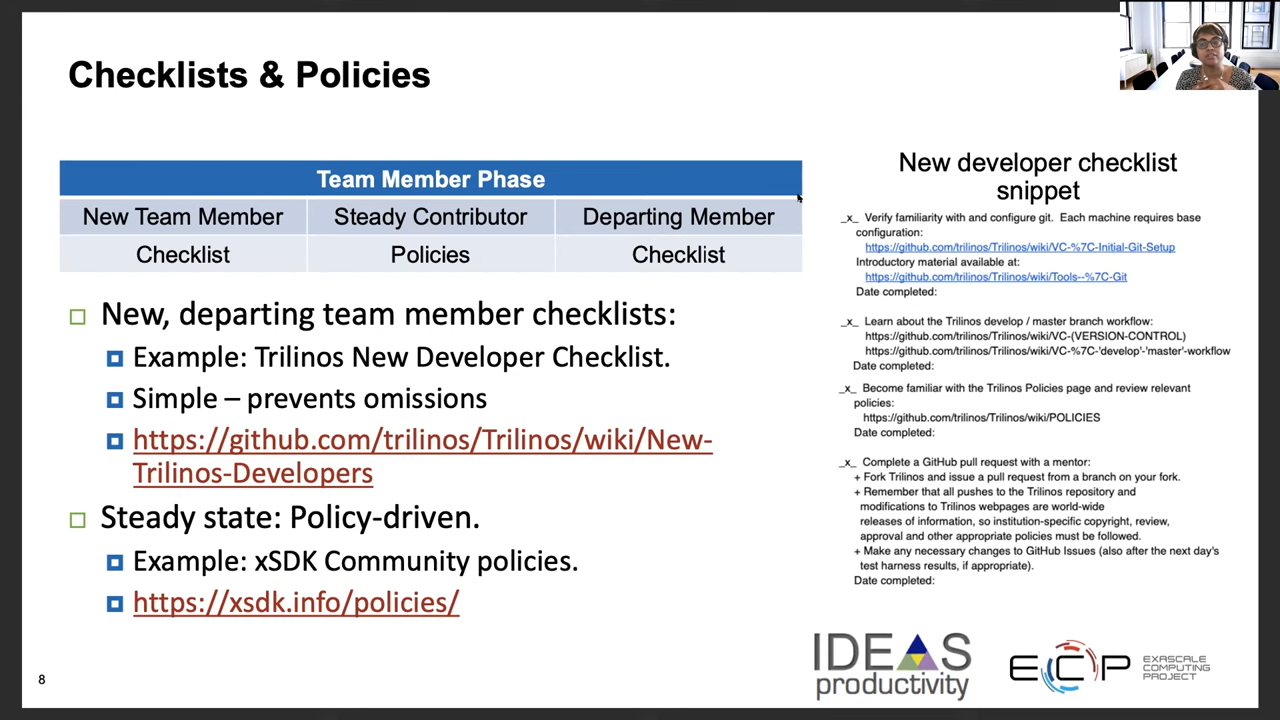 Checklists & Policies
Team Member Phase
New Team Member Steady Contributor Departing Member
Checklist Policies Checklist
New, departing team member checklists:
Example: Trilinos New Developer Checklist.
Simple – prevents omissions
https://github.com/trilinos/Trilinos/wiki/New-
Trilinos-Developers
Steady state: Policy-driven.
Example: xSDK Community policies.
https://xsdk.info/policies/
New developer checklist
snippet
_x_ Verify familiarity with and configure git. Each machine requires base
configuration:
https://github.com/trilinos/Trilinos/wiki/VC-%7C-Initial-Git-Setup
Introductory material available at:
https://github.com/trilinos/Trilinos/wiki/Tools--%7C-Git
Date completed:
_x_ Learn about the Trilinos develop / master branch workflow:
https://github.com/trilinos/Trilinos/wiki/VC-(VERSION-CONTROL)
https://github.com/trilinos/Trilinos/wiki/VC-%7C-'develop'-'master'-workflow
Date completed:
_x_ Become familiar with the Trilinos Policies page and review relevant
policies:
https://github.com/trilinos/Trilinos/wiki/POLICIES
Date completed:
_x_ Complete a GitHub pull request with a mentor:
+ Fork Trilinos and issue a pull request from a branch on your fork.
+ Remember that all pushes to the Trilinos repository and
modifications to Trilinos webpages are world-wide
releases of information, so institution-specific copyright, review,
approval and other appropriate policies must be followed.
+ Make any necessary changes to GitHub Issues (also after the next day's
test harness results, if appropriate).
Date completed:
8
IDEAS
productivity
ECP
EXASCALE
COMPUTING
PROJECT